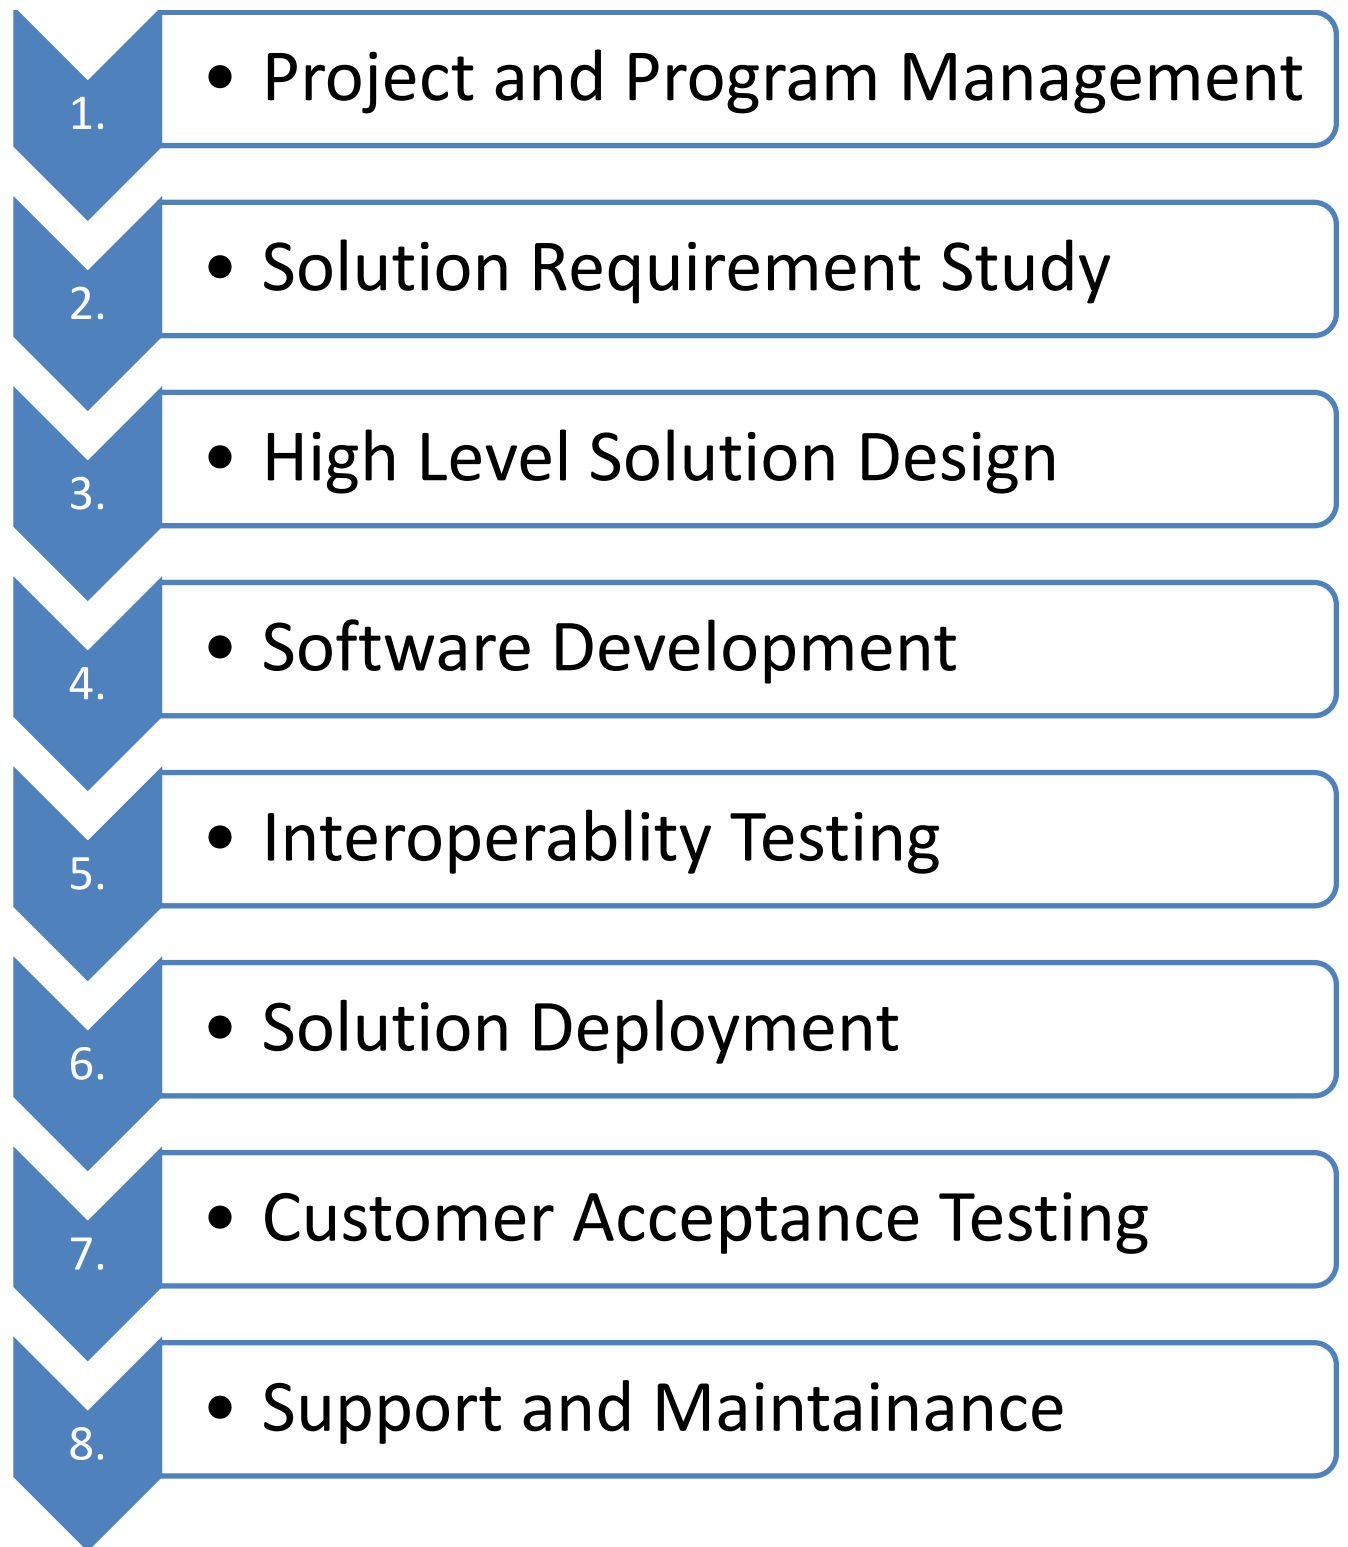 1. • Project and Program Management
2. • Solution Requirement Study
3. • High Level Solution Design
4. • Software Development
5. • Interoperablity Testing
6. • Solution Deployment
7. • Customer Acceptance Testing
8. • Support and Maintainance